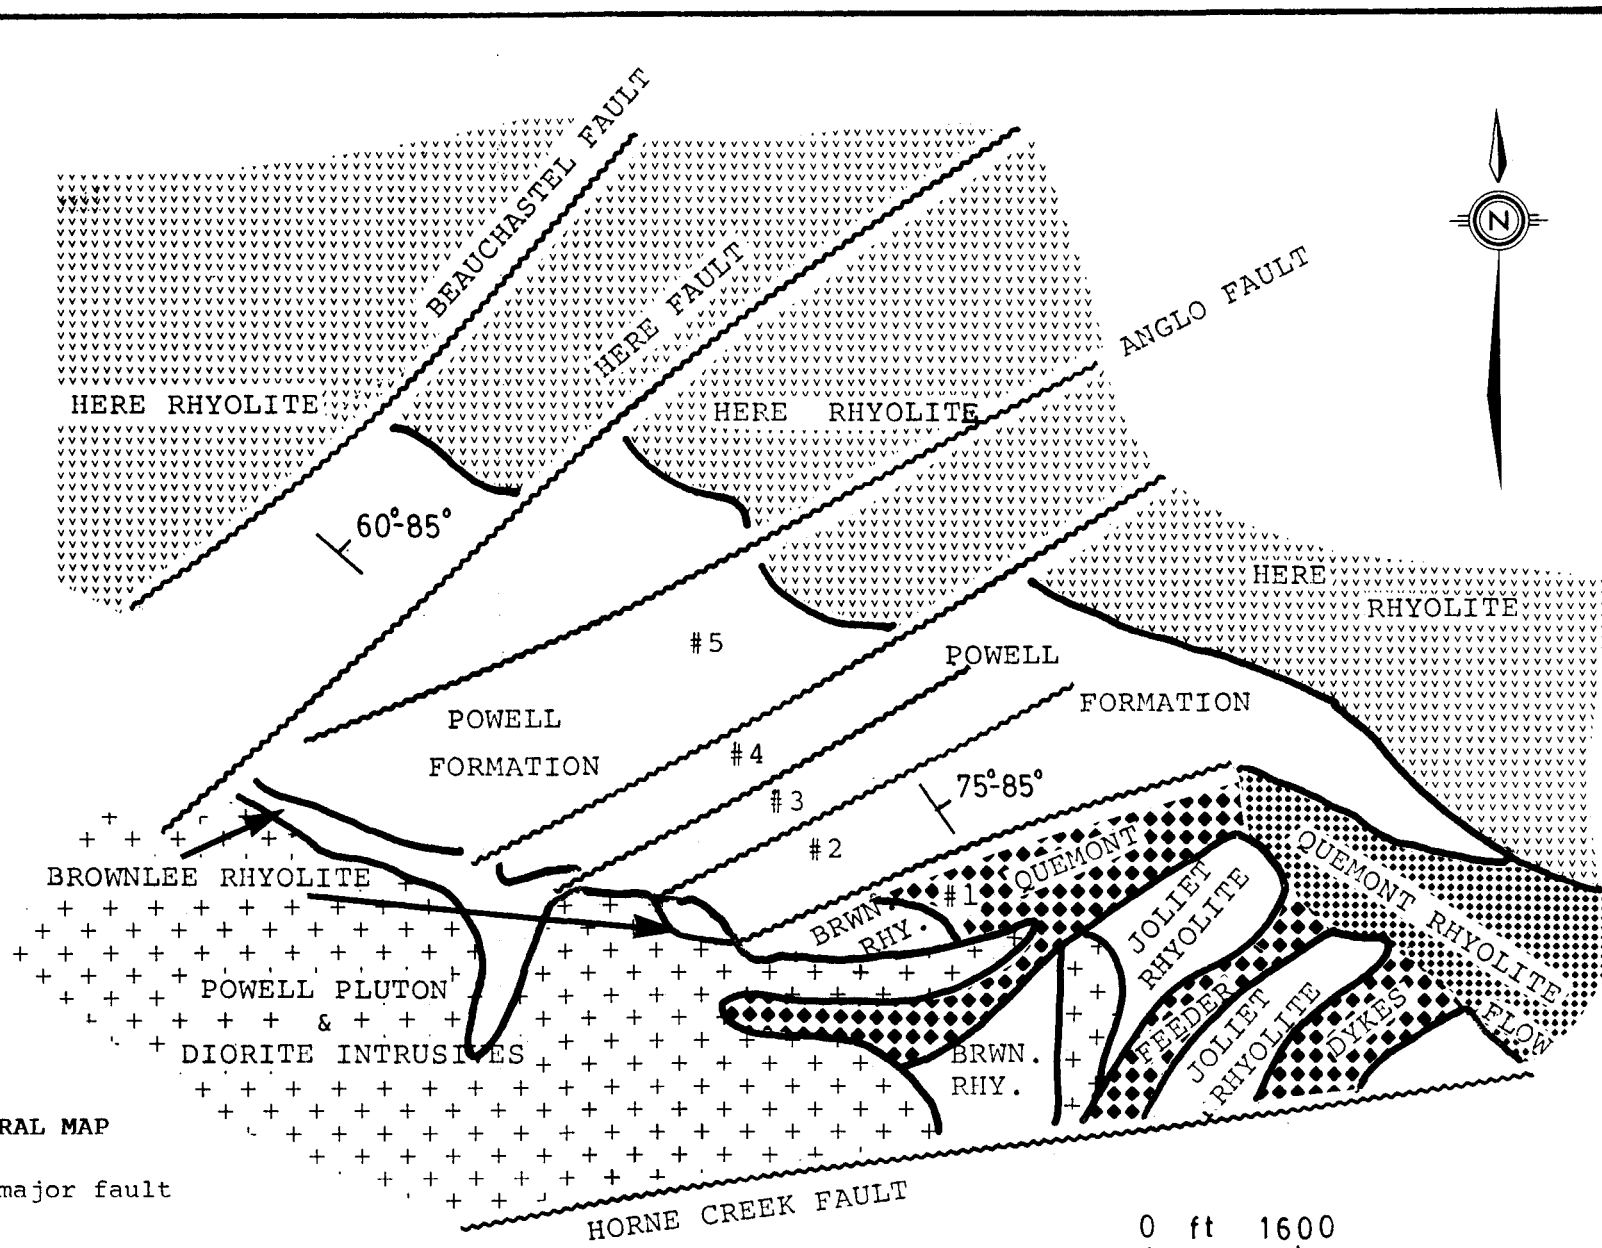 BEAUCHASTEL FAULT
N
HERE FAULT
ANGLO FAULT
HERE RHYOLITE
HERE RHYOLITE
60°-85°
HERE
RHYOLITE
#5
POWELL
FORMATION
POWELL
FORMATION
#4
#3
75°-85°
#2
QUEMONT
#1
QUEMONT RHYOLITE
FLOW
BROWNLEE RHYOLITE
BRWN.
RHY.
JOLIET
RHYOLITE
POWELL PLUTON
&
DIORITE INTRUSIVES
BRWN.
RHY.
FEEDER
JOLIET
RHYOLITE
DYKES
RAL MAP
major fault
HORNE CREEK FAULT
0 ft 1600